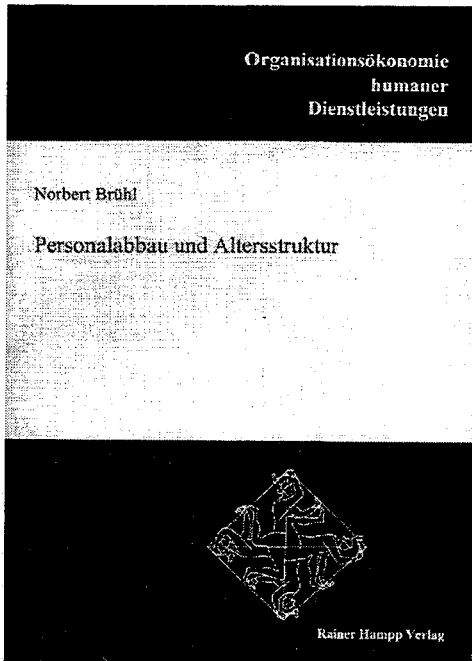 Organisationsökonomie
humaner
Dienstleistungen
Norbert Brühl
Personalabbau und Altersstruktur
Rainer Hampp Verlag